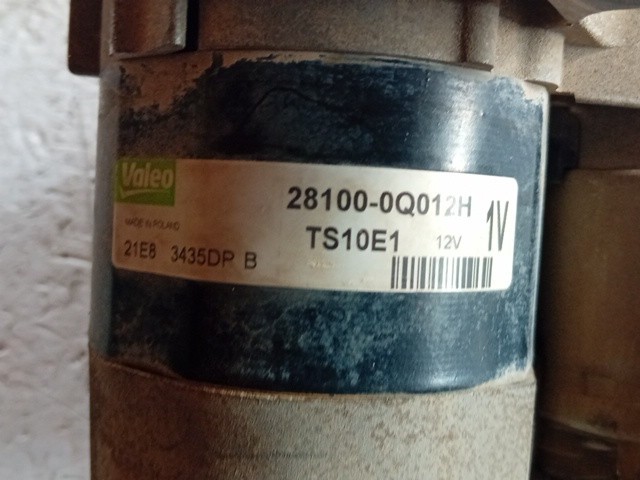 Valeo
28100-0Q012H
1V
MADE IN POLAND
TS10E1 12V
21E8 3435DP B